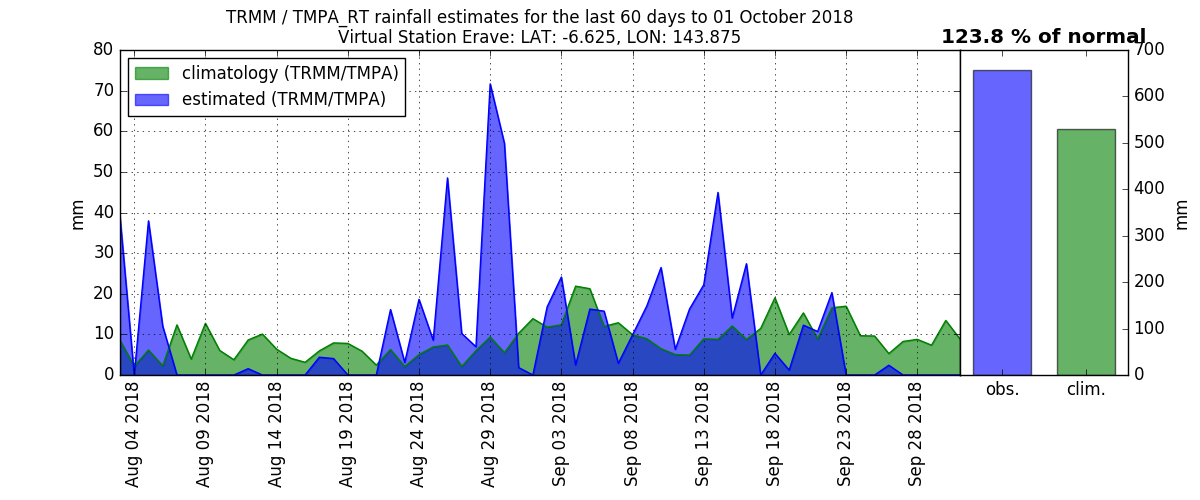 TRMM / TMPA_RT rainfall estimates for the last 60 days to 01 October 2018
Virtual Station Erave: LAT: -6.625, LON: 143.875
123.8 % of normal
climatology (TRMM/TMPA)
estimated (TRMM/TMPA)
80
70
60
50
40
30
20
10
0
mm
Aug 04 2018
Aug 09 2018
Aug 14 2018
Aug 19 2018
Aug 24 2018
Aug 29 2018
Sep 03 2018
Sep 08 2018
Sep 13 2018
Sep 18 2018
Sep 23 2018
Sep 28 2018
obs.
clim.
700
600
500
400
300
200
100
0
mm